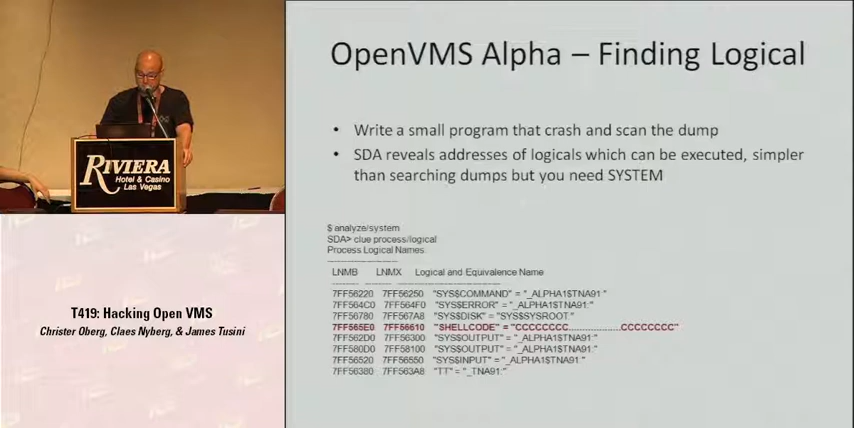 OpenVMS Alpha – Finding Logical
• Write a small program that crash and scan the dump
• SDA reveals addresses of logicals which can be executed, simpler
than searching dumps but you need SYSTEM
$ analyze/system
SDA> clue process/logical
Process Logical Names:
LNMB LNMX Logical and Equivalence Name
7FF56220 7FF56250 "SYS$COMMAND" = "_ALPHA1$TNA91:"
7FF564C0 7FF564F0 "SYS$ERROR" = "_ALPHA1$TNA91:"
7FF56780 7FF567A8 "SYS$DISK" = "SYS$SYSROOT:"
7FF565E0 7FF56610 "SHELLCODE" = "CCCCCCCC......................CCCCCCCC"
7FF562D0 7FF56300 "SYS$OUTPUT" = "_ALPHA1$TNA91:"
7FF580D0 7FF58100 "SYS$OUTPUT" = "_ALPHA1$TNA91:"
7FF56520 7FF56550 "SYS$INPUT" = "_ALPHA1$TNA91:"
7FF56380 7FF563A8 "TT" = "_TNA91:"
RIVIERA
Hotel & Casino
Las Vegas
T419: Hacking Open VMS
Christer Oberg, Claes Nyberg, & James Tusini